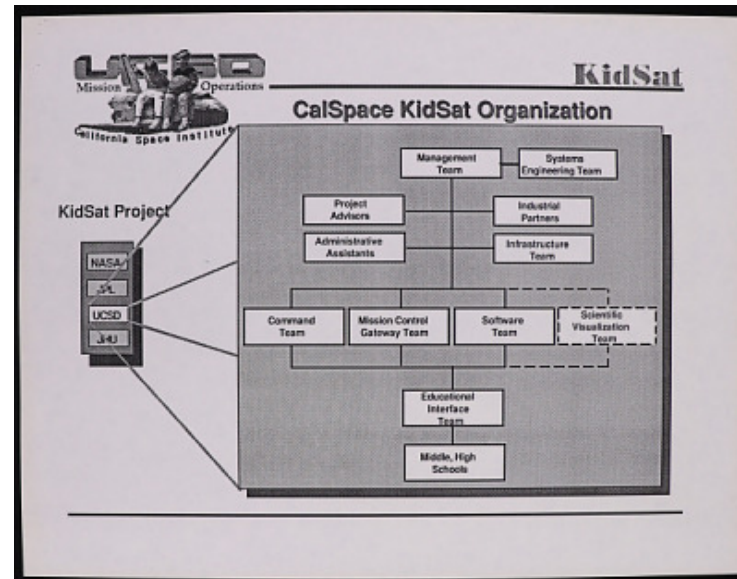 UCSD
KidSat
Mission Operations
California Space Institute
CalSpace KidSat Organization
Management
Team
Systems
Engineering Team
KidSat Project
Project
Advisors
Industrial
Partners
Administrative
Assistants
Infrastructure
Team
NASA
JPL
UCSD
JHU
Command
Team
Mission Control
Gateway Team
Software
Team
Scientific
Visualization
Team
Educational
Interface
Team
Middle, High
Schools